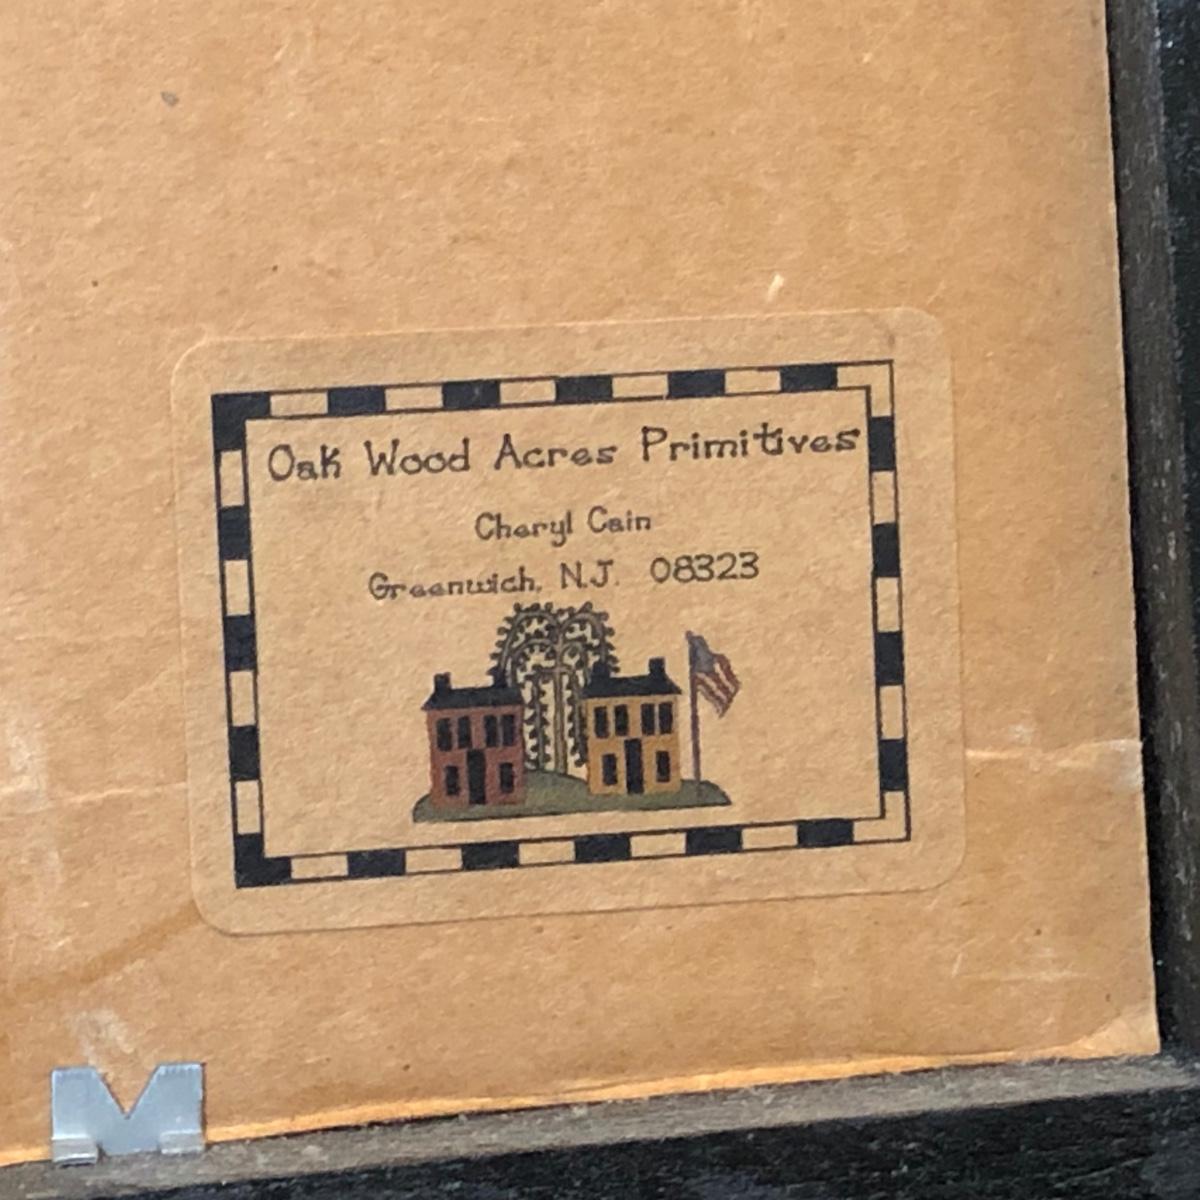 Oak Wood Acres Primitives
Cheryl Cain
Greenwich, N.J. 08323